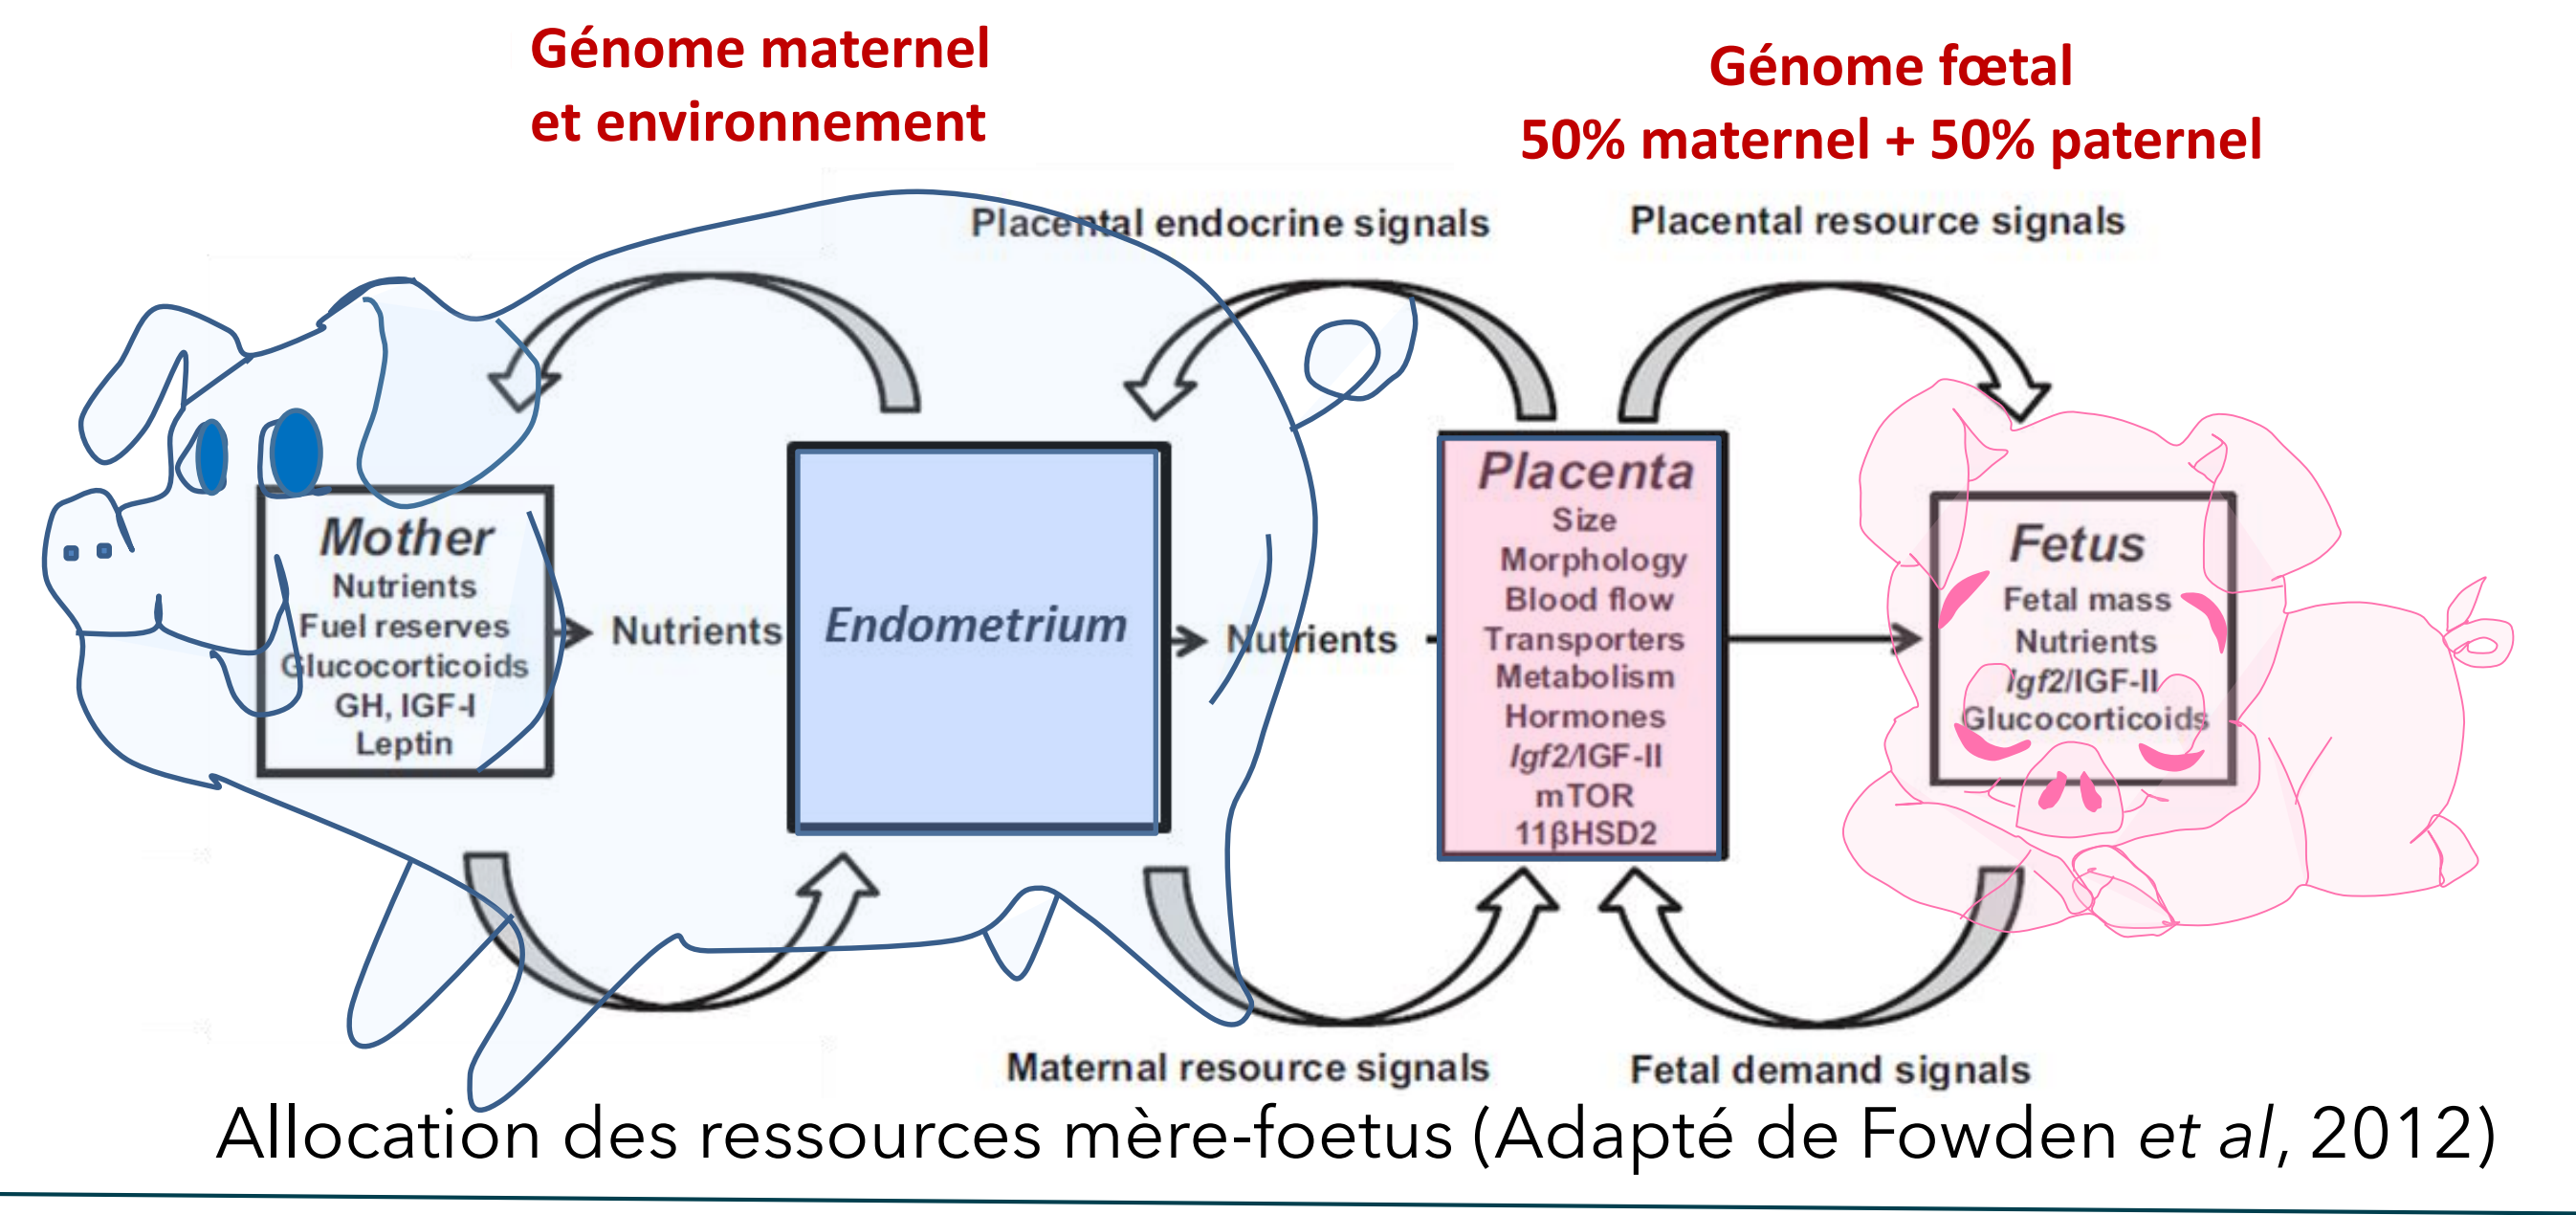 Génome maternel
et environnement
Génome fœtal
50% maternel + 50% paternel
Placental endocrine signals
Placental resource signals
Mother
Nutrients
Fuel reserves
Glucocorticoids
GH, IGF-I
Leptin
Nutrients
Endometrium
Nutrients
Placenta
Size
Morphology
Blood flow
Transporters
Metabolism
Hormones
Igf2/IGF-II
mTOR
11βHSD2
Fetus
Fetal mass
Nutrients
Igf2/IGF-II
Glucocorticoids
Maternal resource signals
Fetal demand signals
Allocation des ressources mère-foetus (Adapté de Fowden et al, 2012)